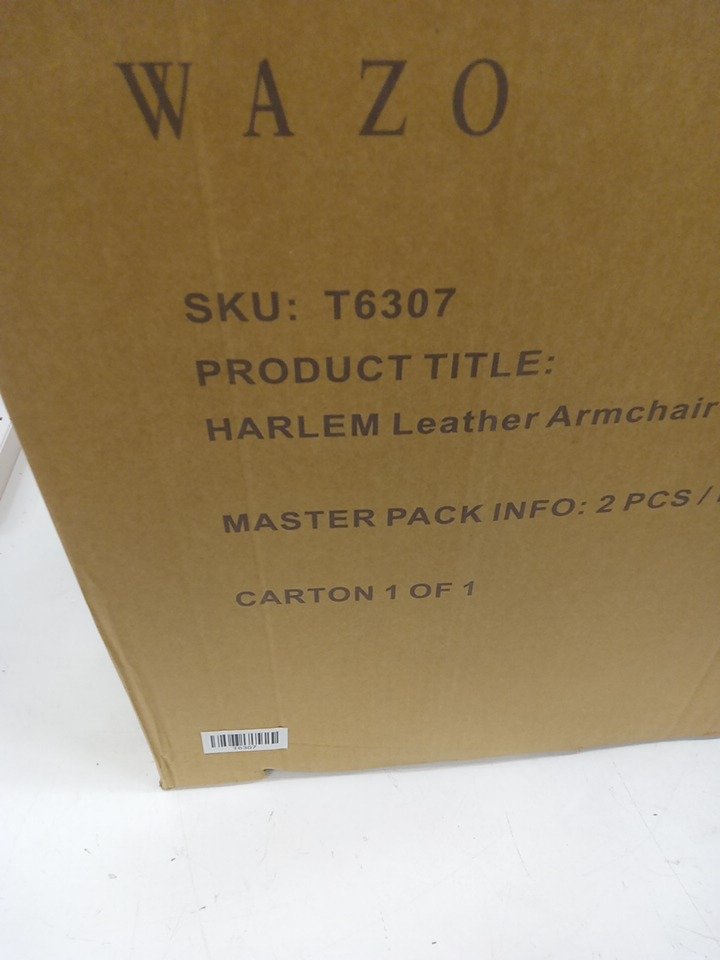 WAZO
SKU: T6307
PRODUCT TITLE:
HARLEM Leather Armchair
MASTER PACK INFO: 2 PCS /
CARTON 1 OF 1
T6307